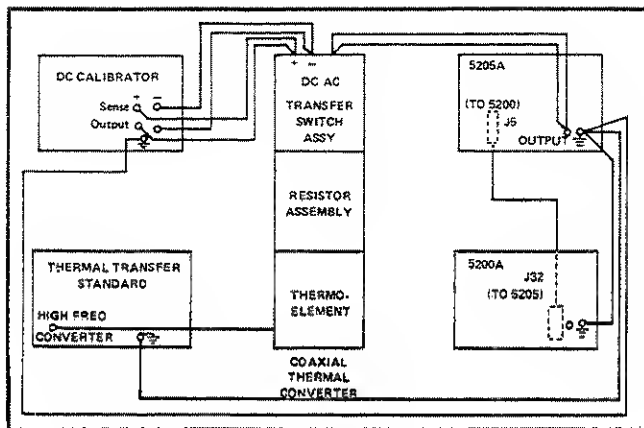 DC CALIBRATOR
+ −
Sense
Output
+ −
DC AC
TRANSFER
SWITCH
ASSY
RESISTOR
ASSEMBLY
THERMO-
ELEMENT
COAXIAL
THERMAL
CONVERTER
THERMAL TRANSFER
STANDARD
HIGH FREQ
CONVERTER
5205A
(TO 5200)
J5
OUTPUT
5200A
J32
(TO 5205)